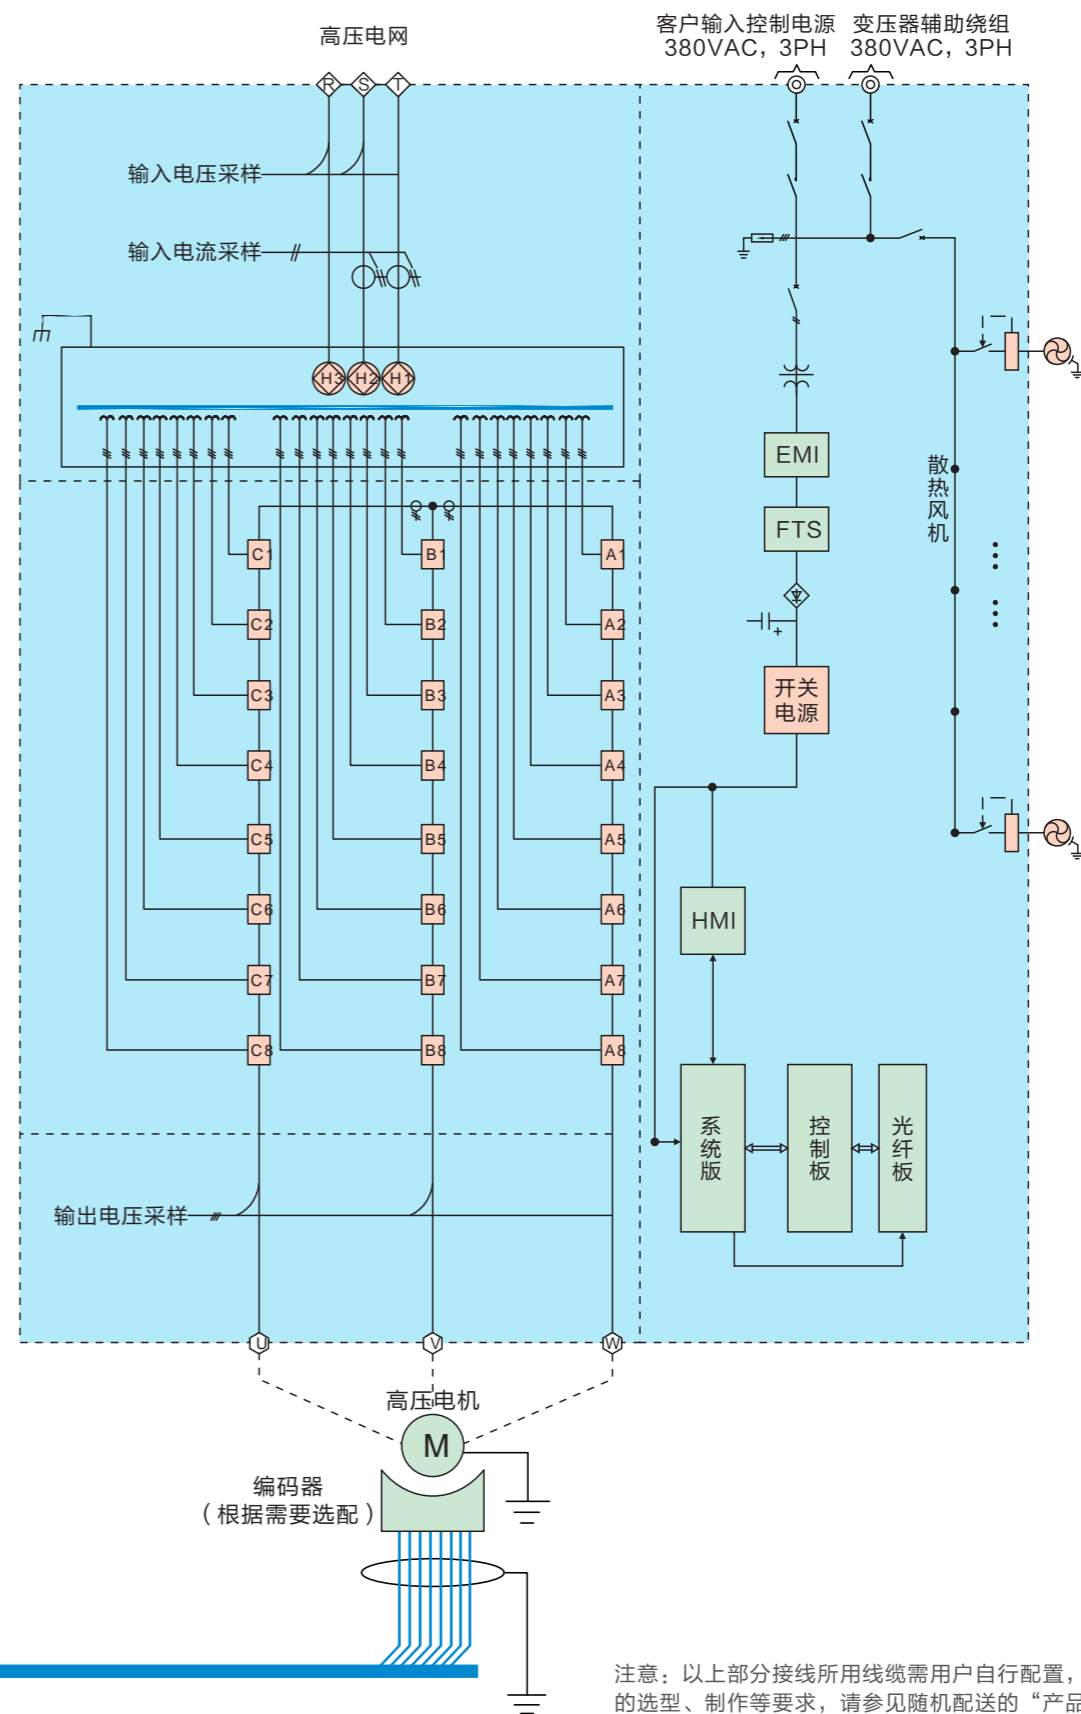 高压电网
客户输入控制电源
380VAC, 3PH
变压器辅助绕组
380VAC, 3PH
R S T
输入电压采样
输入电流采样
H3 H2 H1
EMI
FTS
散热风机
C1 B1 A1
C2 B2 A2
C3 B3 A3
开关
电源
C4 B4 A4
C5 B5 A5
C6 B6 A6
HMI
C7 B7 A7
C8 B8 A8
系统版
控制板
光纤板
输出电压采样
U V W
高压电机
M
编码器
（根据需要选配）
注意：以上部分接线所用线缆需用户自行配置，
的选型、制作等要求，请参见随机配送的“产品